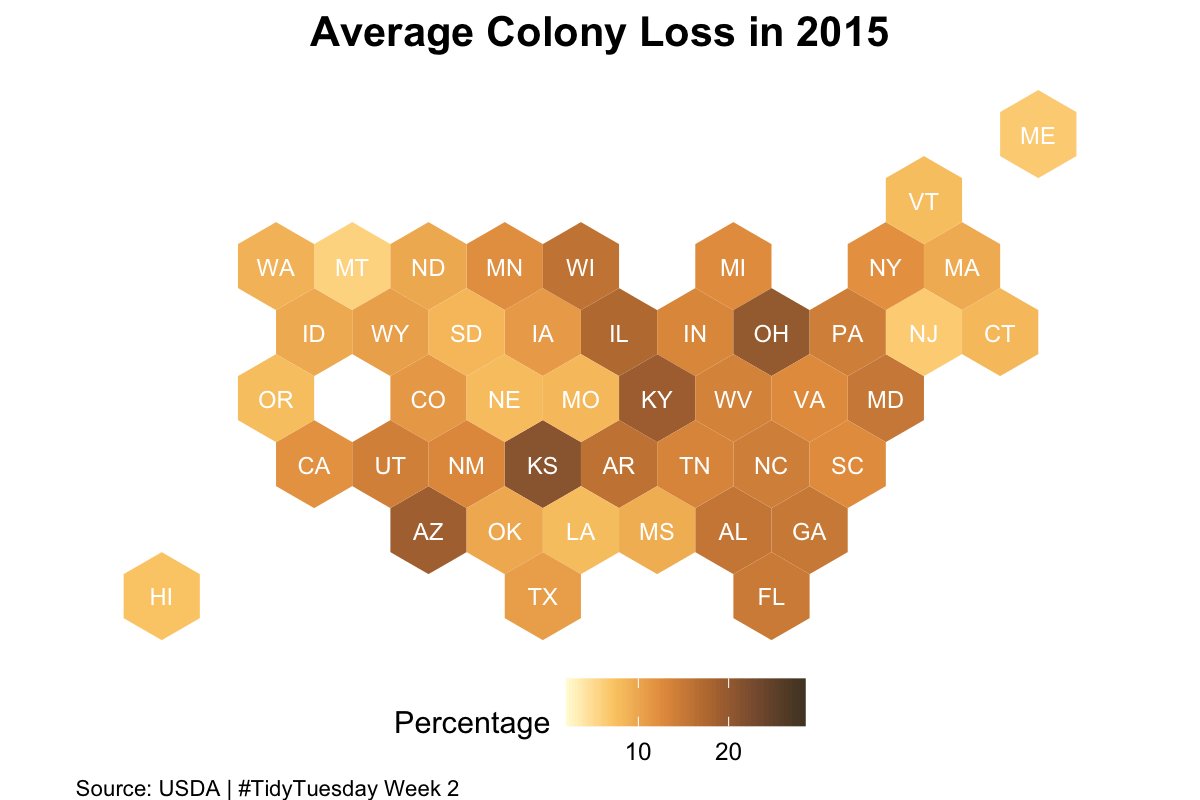 Average Colony Loss in 2015
ME
VT
WA MT ND MN WI MI NY MA
ID WY SD IA IL IN OH PA NJ CT
OR CO NE MO KY WV VA MD
CA UT NM KS AR TN NC SC
AZ OK LA MS AL GA
HI TX FL
Percentage
10 20
Source: USDA | #TidyTuesday Week 2